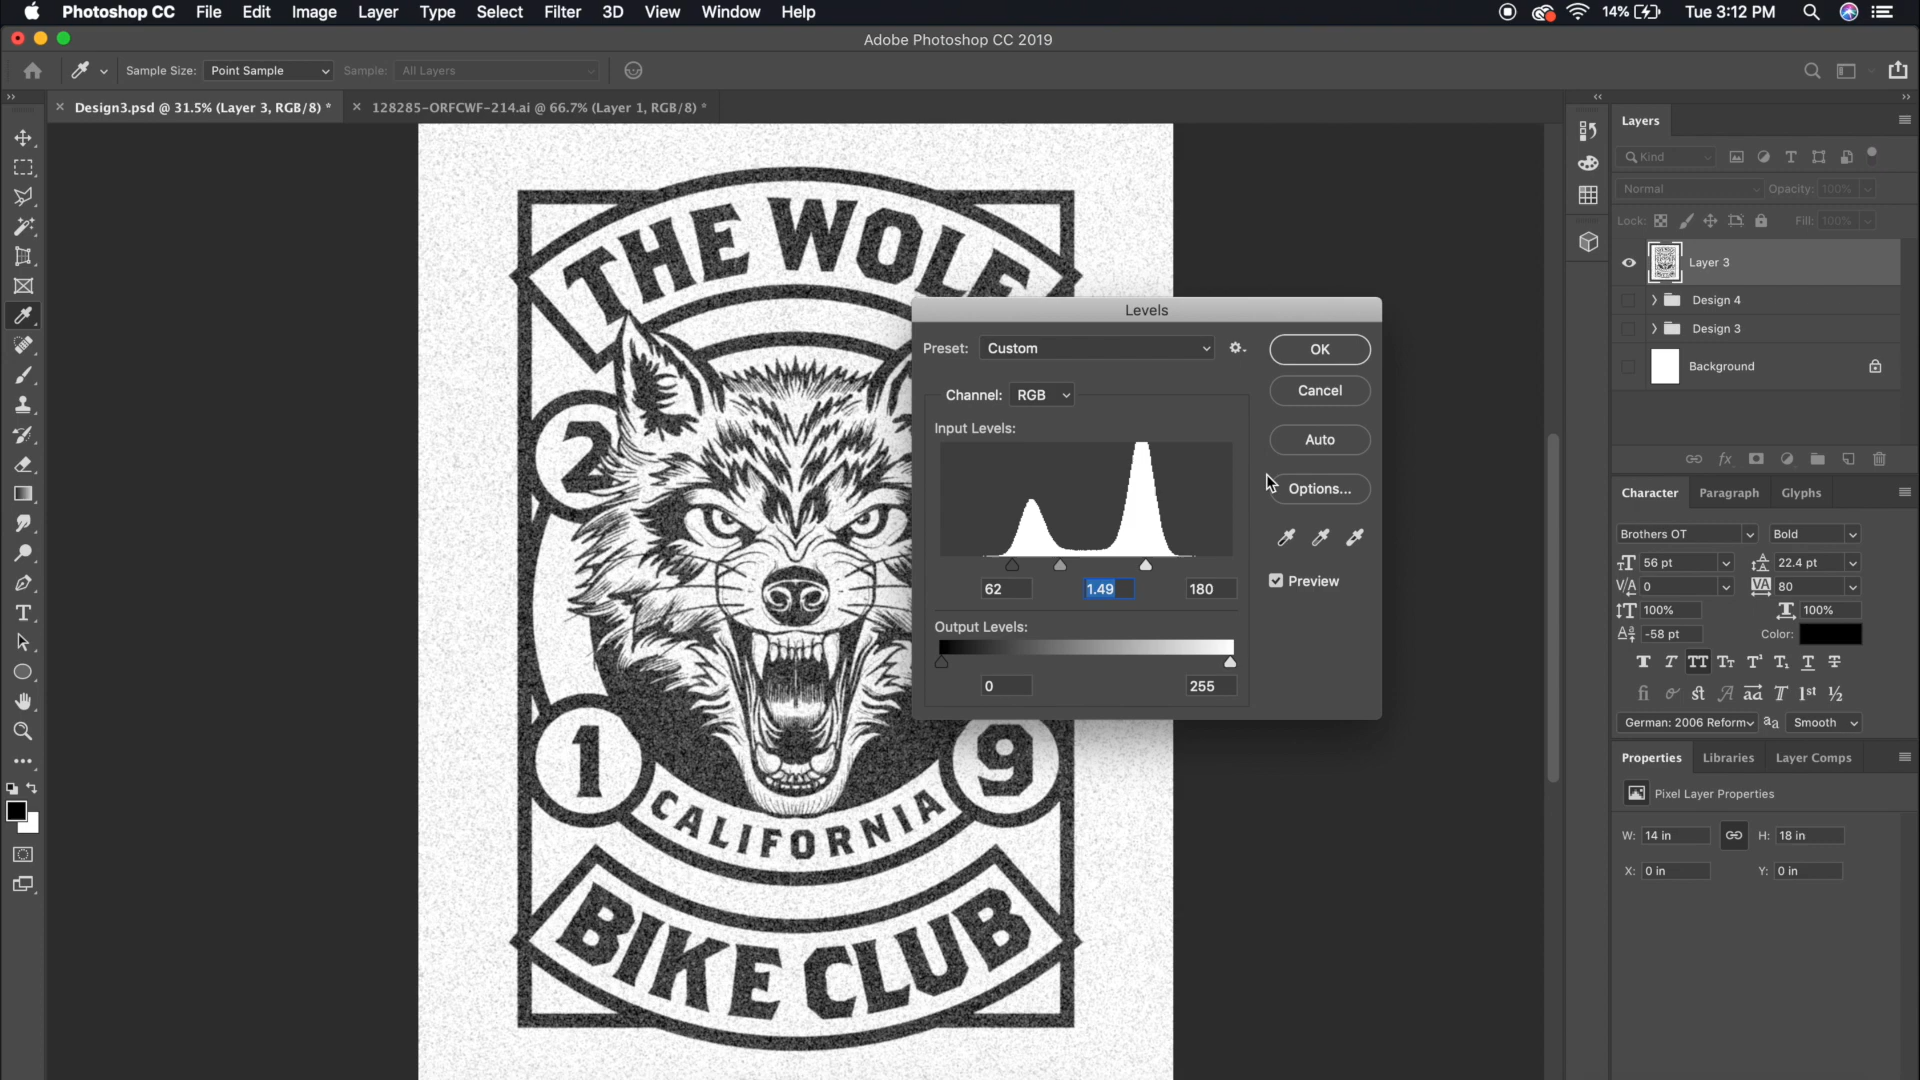 Photoshop CC File Edit Image Layer Type Select Filter 3D View Window Help 14% Tue 3:12 PM
Adobe Photoshop CC 2019
Sample Size: Point Sample Sample: All Layers
Design3.psd @ 31.5% (Layer 3, RGB/8) * 128285-ORFCWF-214.ai @ 66.7% (Layer 1, RGB/8) *
THE WOLF
2
1
9
CALIFORNIA
BIKE CLUB
Levels
Preset: Custom
OK
Cancel
Channel: RGB
Auto
Input Levels:
Options...
Preview
62 1.49 180
Output Levels:
0 255
Layers
Kind
Normal Opacity: 100%
Lock: Fill: 100%
Layer 3
Design 4
Design 3
Background
fx
Character Paragraph Glyphs
Brothers OT Bold
56 pt 22.4 pt
0 80
100% 100%
-58 pt Color:
German: 2006 Reform Smooth
Properties Libraries Layer Comps
Pixel Layer Properties
W: 14 in H: 18 in
X: 0 in Y: 0 in